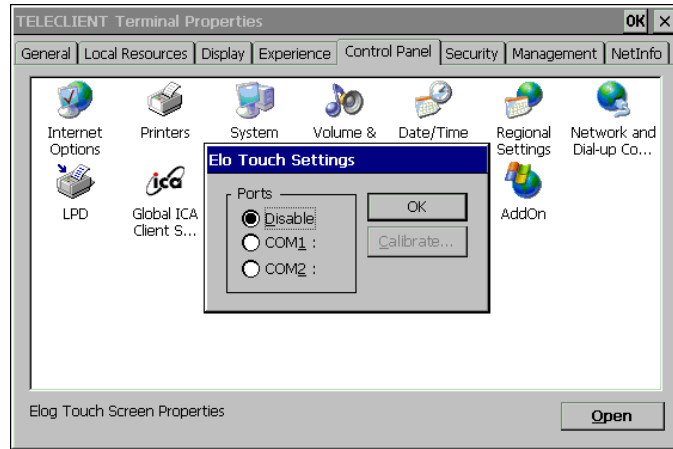 TELECLIENT Terminal Properties OK
General Local Resources Display Experience Control Panel Security Management NetInfo
Internet Options
Printers
System
Volume &
Date/Time
Regional Settings
Network and Dial-up Co...
LPD
ica
Global ICA Client S...
AddOn
Elo Touch Settings
Ports
Disable
COM1 :
COM2 :
OK
Calibrate...
Elog Touch Screen Properties
Open